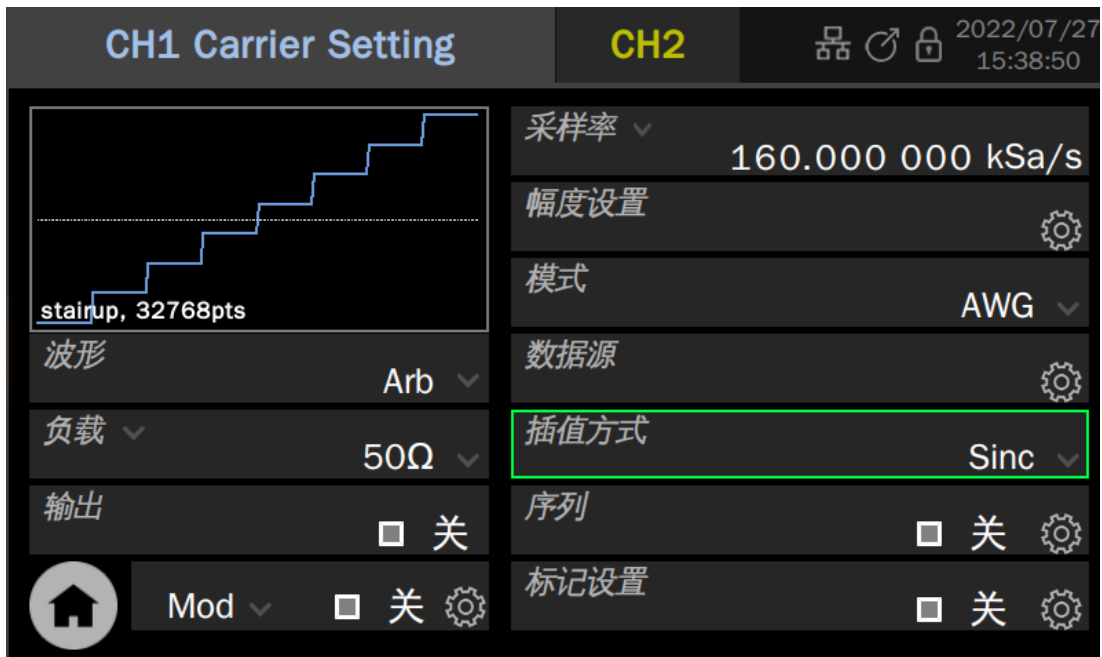 CH1 Carrier Setting
CH2
2022/07/27
15:38:50
stairup, 32768pts
波形
Arb
负载
50Ω
输出
关
Mod
关
采样率
160.000 000 kSa/s
幅度设置
模式
AWG
数据源
插值方式
Sinc
序列
关
标记设置
关